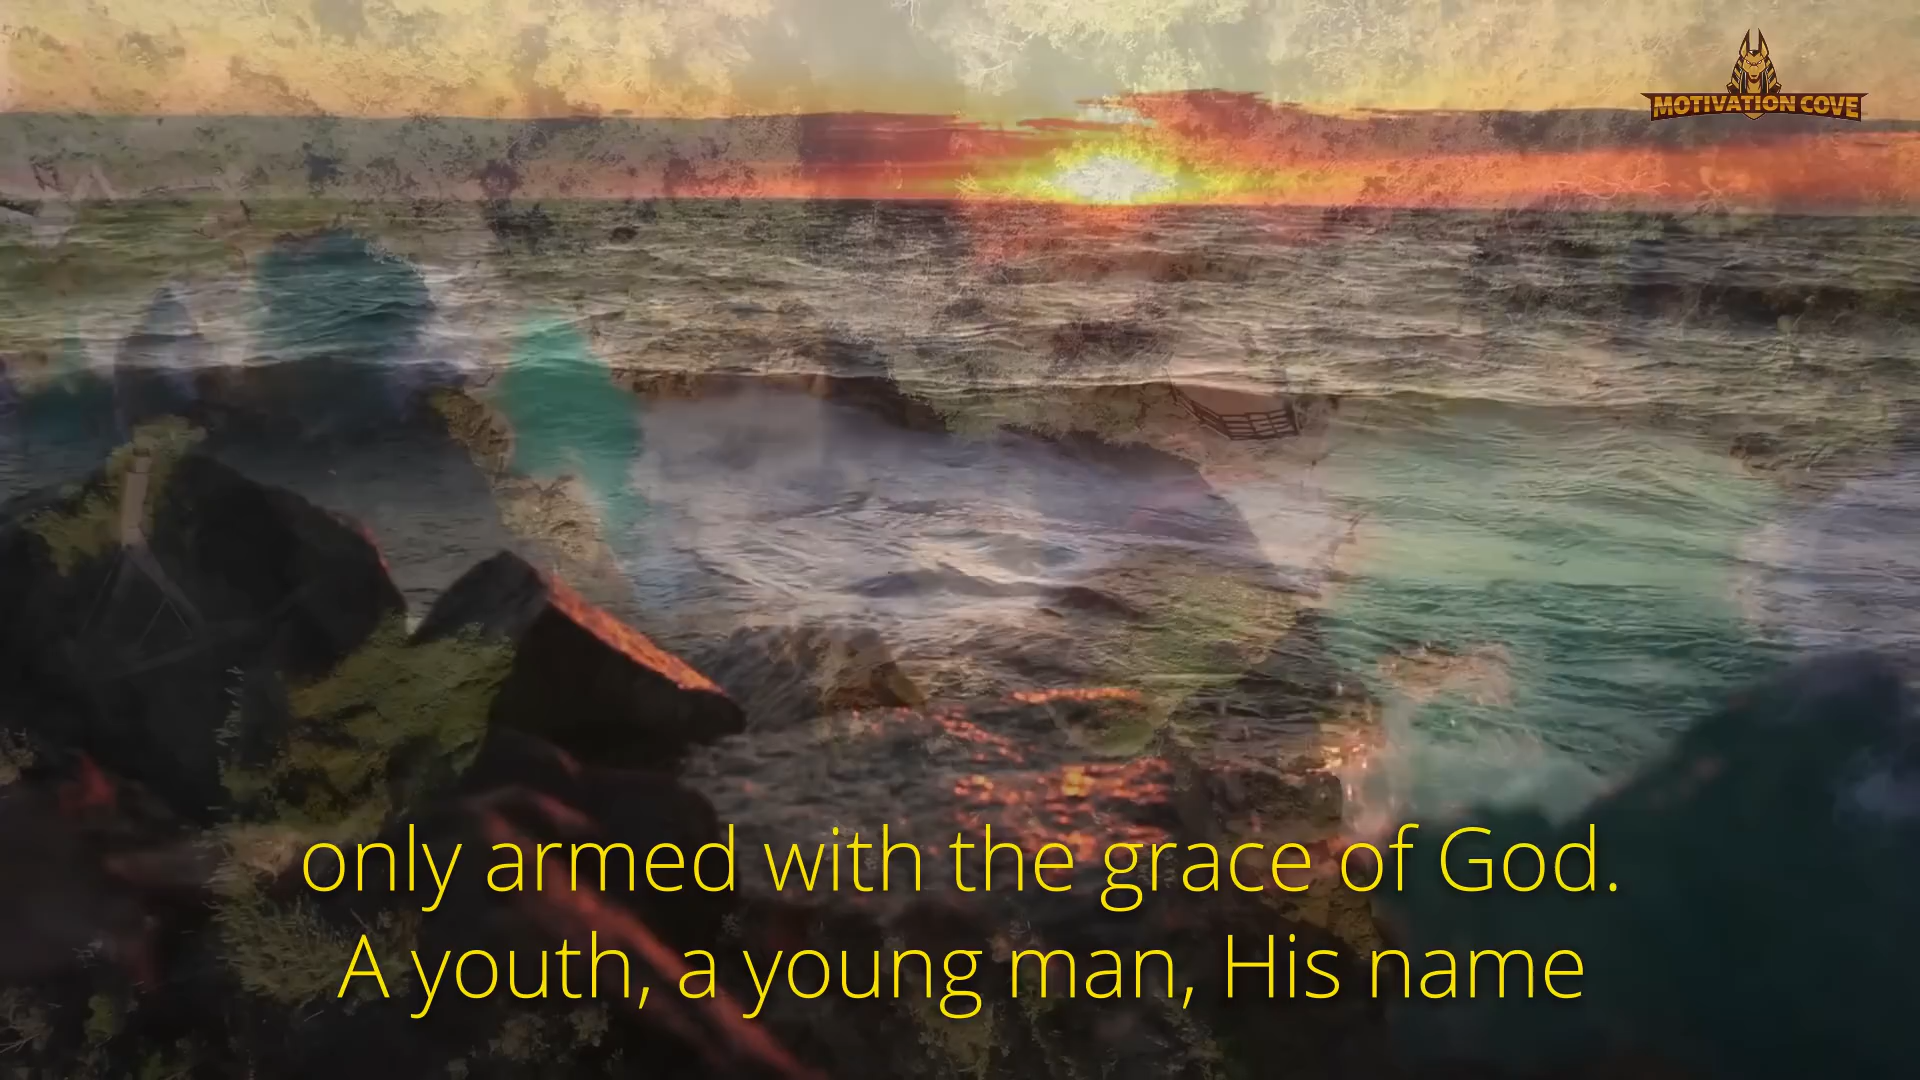 MOTIVATION COVE
only armed with the grace of God.
A youth, a young man, His name